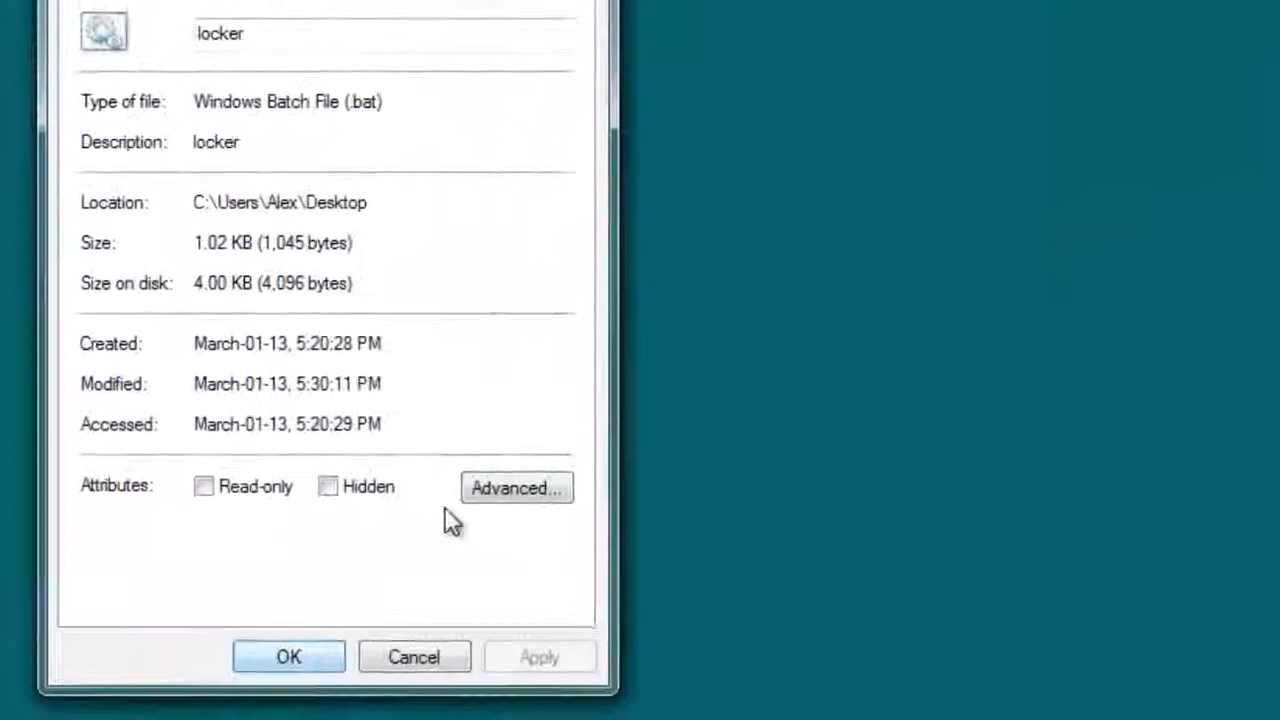 locker
Type of file: Windows Batch File (.bat)
Description: locker
Location: C:\Users\Alex\Desktop
Size: 1.02 KB (1,045 bytes)
Size on disk: 4.00 KB (4,096 bytes)
Created: March-01-13, 5:20:28 PM
Modified: March-01-13, 5:30:11 PM
Accessed: March-01-13, 5:20:29 PM
Attributes: Read-only Hidden Advanced...
OK Cancel Apply